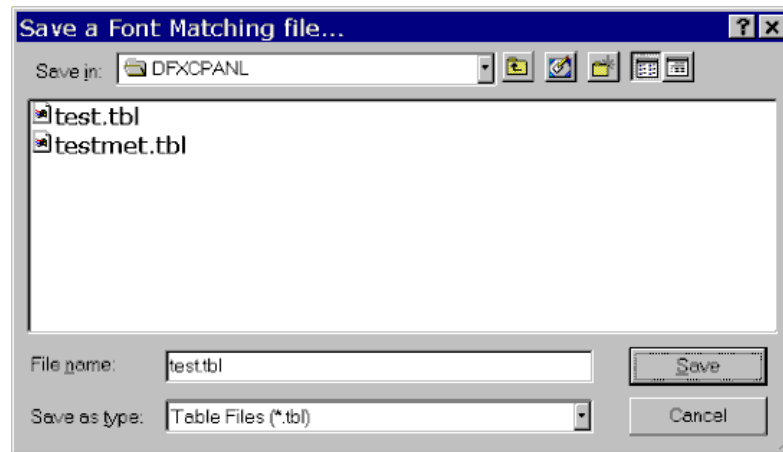 Save a Font Matching file...
Save in: DFXCPANL
test.tbl
testmet.tbl
File name: test.tbl Save
Save as type: Table Files (*.tbl) Cancel